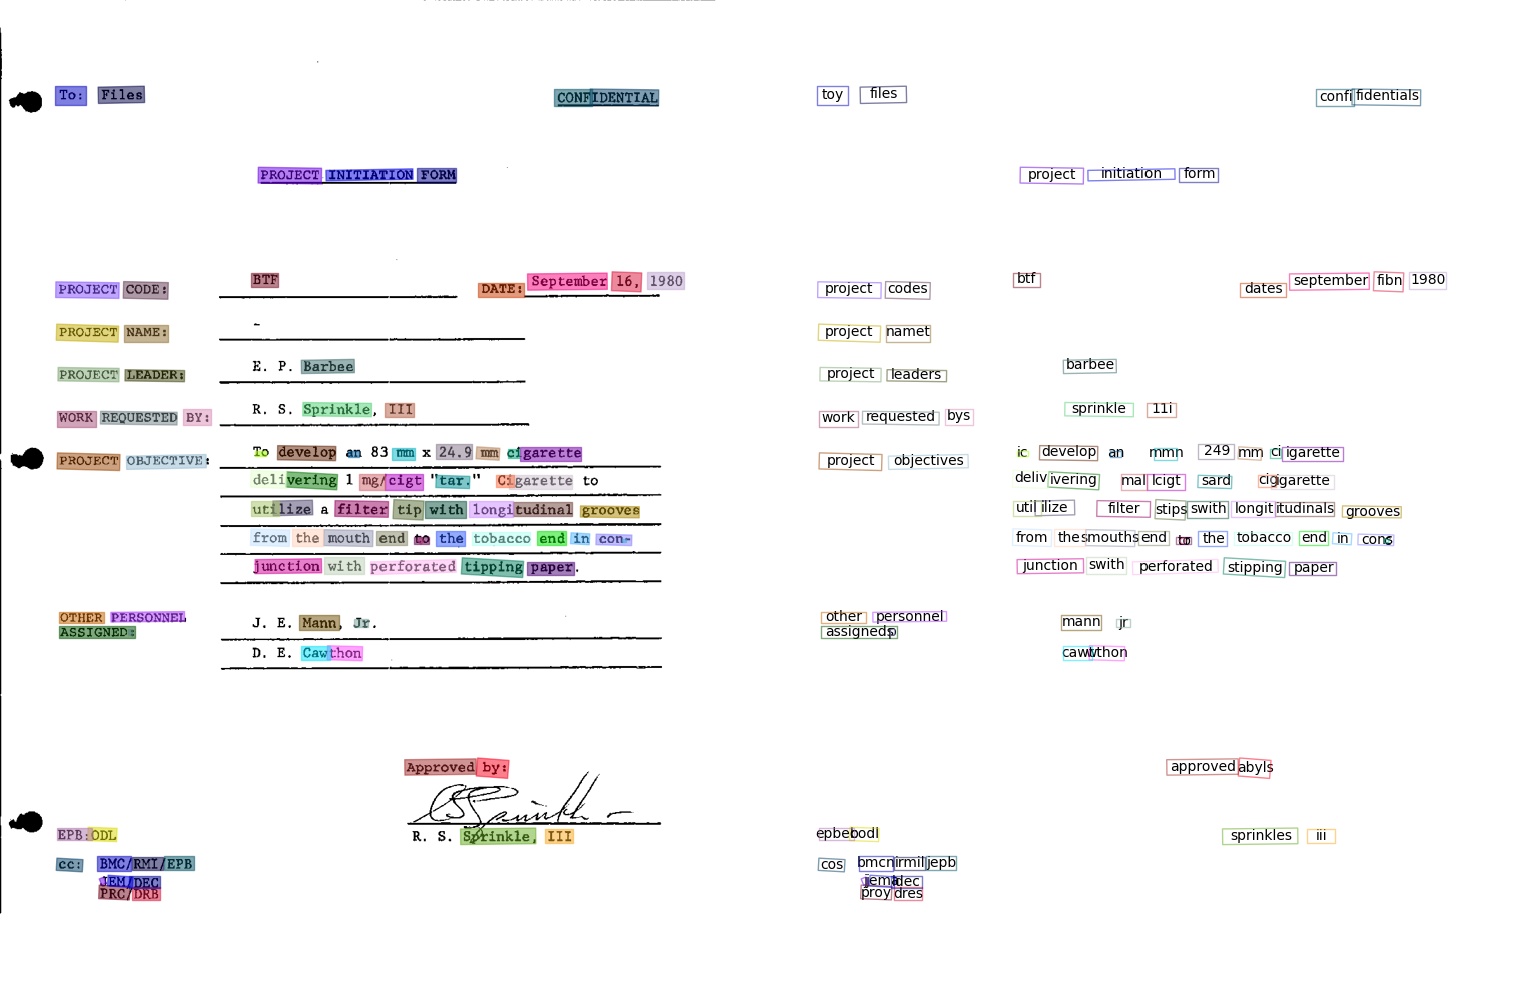 To: Files CONFIDENTIAL
PROJECT INITIATION FORM
PROJECT CODE: BTF DATE: September 16, 1980
PROJECT NAME: -
PROJECT LEADER: E. P. Barbee
WORK REQUESTED BY: R. S. Sprinkle, III
PROJECT OBJECTIVE: To develop an 83 mm x 24.9 mm cigarette
delivering 1 mg/cigt "tar." Cigarette to
utilize a filter tip with longitudinal grooves
from the mouth end to the tobacco end in con-
junction with perforated tipping paper.
OTHER PERSONNEL
ASSIGNED: J. E. Mann, Jr.
D. E. Cawthon
Approved by:
R. S. Sprinkle, III
EPB:ODL
cc: BMC/RMI/EPB
JEM/DEC
PRC/DRB
toy files confi fidentials
project initiation form
project codes btf dates september fibn 1980
project namet
project leaders barbee
work requested bys sprinkle 11i
project objectives ic develop an mmn 249 mm ci igarette
deliv ivering mal lcigt sard cig igarette
util ilize filter stips swith longit itudinals grooves
from the smouths end to the tobacco end in cons
junction swith perforated stipping paper
other personnel
assigneds mann jr
cawt vthon
approved abyls
epbeb bodl sprinkles iii
cos bmcn irmil jepb
jema idec
proy dres